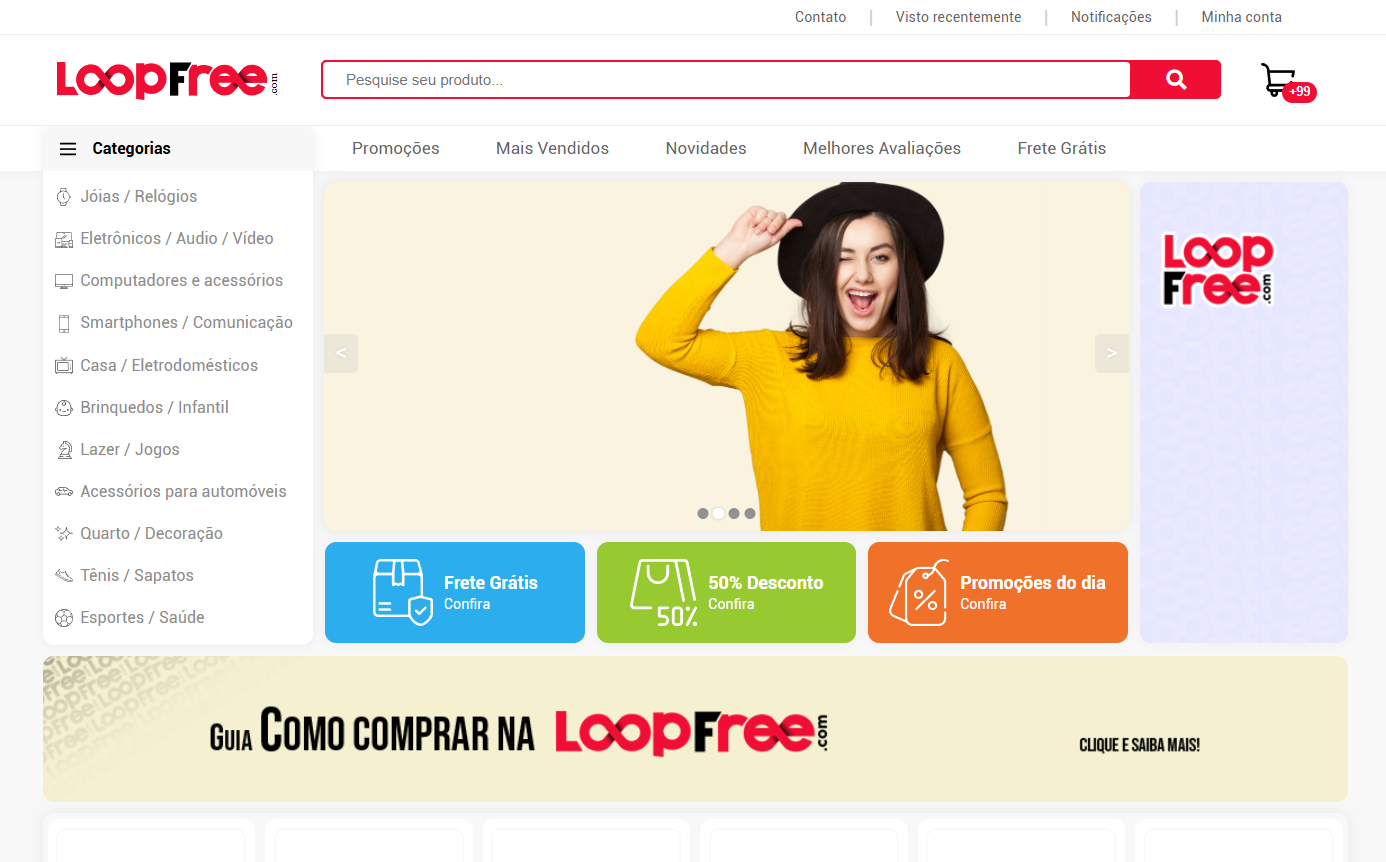 Contato | Visto recentemente | Notificações | Minha conta
LoopFree.com
Pesquise seu produto...
+99
Categorias
Promoções
Mais Vendidos
Novidades
Melhores Avaliações
Frete Grátis
Jóias / Relógios
Eletrônicos / Audio / Vídeo
Computadores e acessórios
Smartphones / Comunicação
Casa / Eletrodomésticos
Brinquedos / Infantil
Lazer / Jogos
Acessórios para automóveis
Quarto / Decoração
Tênis / Sapatos
Esportes / Saúde
<
>
Loop
Free.com
Frete Grátis
Confira
50%
50% Desconto
Confira
%
Promoções do dia
Confira
Guia Como comprar na LoopFree.com
Clique e saiba mais!